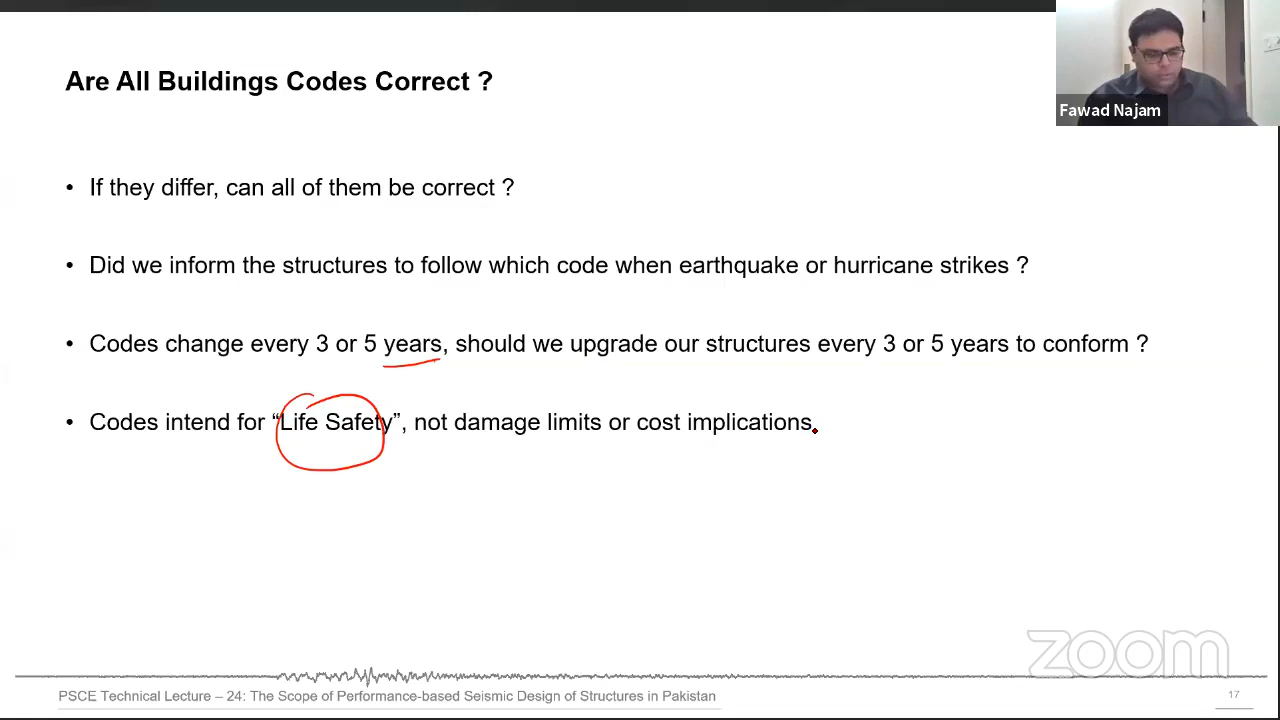 Are All Buildings Codes Correct ?
Fawad Najam
• If they differ, can all of them be correct ?
• Did we inform the structures to follow which code when earthquake or hurricane strikes ?
• Codes change every 3 or 5 years, should we upgrade our structures every 3 or 5 years to conform ?
• Codes intend for “Life Safety”, not damage limits or cost implications.
zoom
PSCE Technical Lecture – 24: The Scope of Performance-based Seismic Design of Structures in Pakistan
17